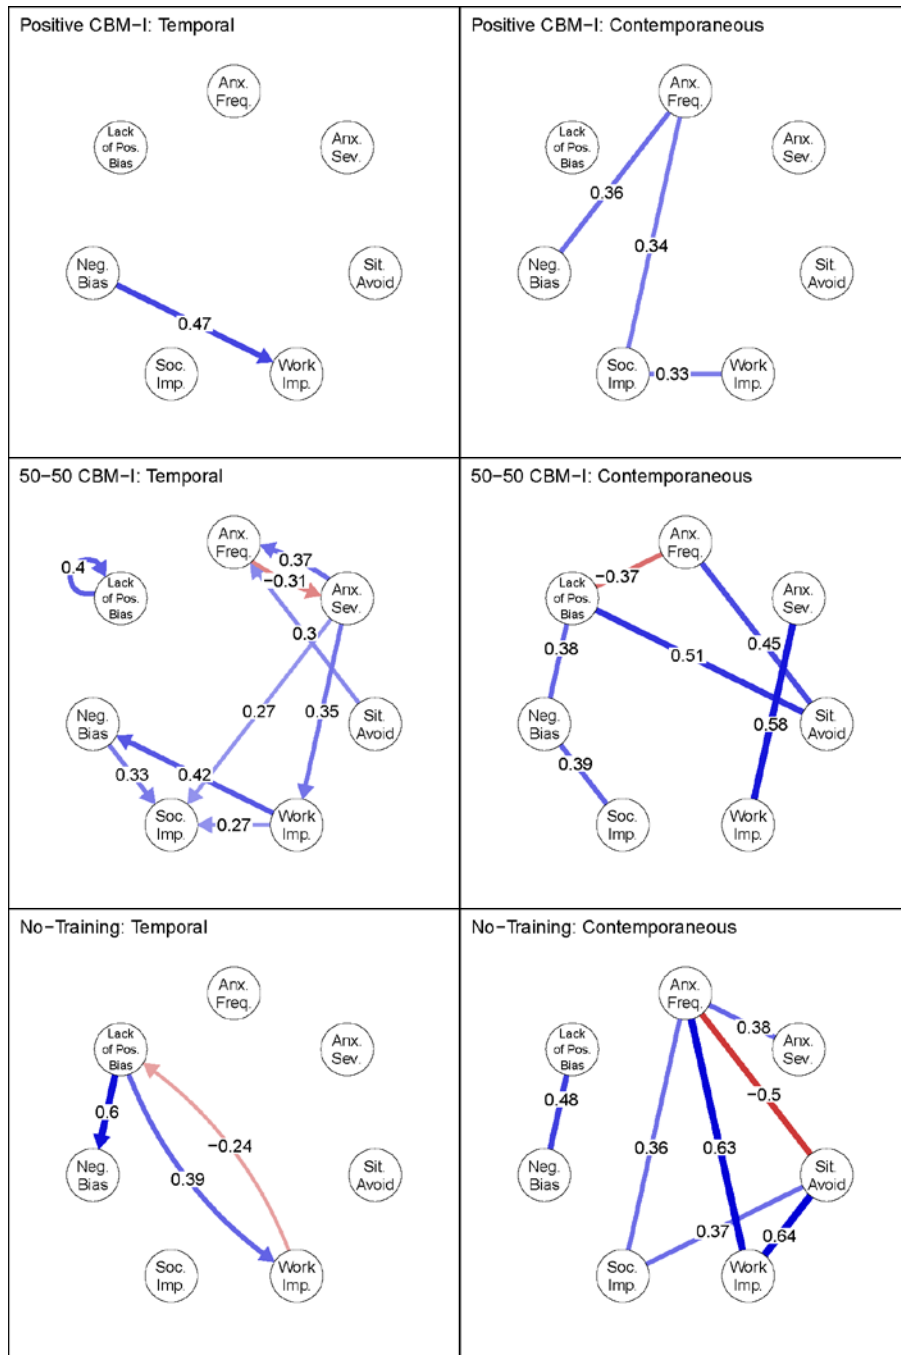 Positive CBM−I: Temporal
Anx.
Freq.
Lack
of Pos.
Bias
Anx.
Sev.
Neg.
Bias
Sit.
Avoid
0.47
Soc.
Imp.
Work
Imp.
Positive CBM−I: Contemporaneous
Anx.
Freq.
Lack
of Pos.
Bias
Anx.
Sev.
0.36
0.34
Neg.
Bias
Sit.
Avoid
Soc.
Imp.
0.33
Work
Imp.
50−50 CBM−I: Temporal
Anx.
Freq.
0.37
−0.31
0.4
Lack
of Pos.
Bias
Anx.
Sev.
0.3
0.27
0.35
Neg.
Bias
Sit.
Avoid
0.33
0.42
Soc.
Imp.
0.27
Work
Imp.
50−50 CBM−I: Contemporaneous
Anx.
Freq.
−0.37
Lack
of Pos.
Bias
Anx.
Sev.
0.38
0.51
0.45
Neg.
Bias
0.58
Sit.
Avoid
0.39
Soc.
Imp.
Work
Imp.
No−Training: Temporal
Anx.
Freq.
Lack
of Pos.
Bias
Anx.
Sev.
0.6
−0.24
Neg.
Bias
0.39
Sit.
Avoid
Soc.
Imp.
Work
Imp.
No−Training: Contemporaneous
Anx.
Freq.
0.38
Lack
of Pos.
Bias
Anx.
Sev.
0.48
−0.5
0.36
0.63
Neg.
Bias
Sit.
Avoid
0.37
0.64
Soc.
Imp.
Work
Imp.